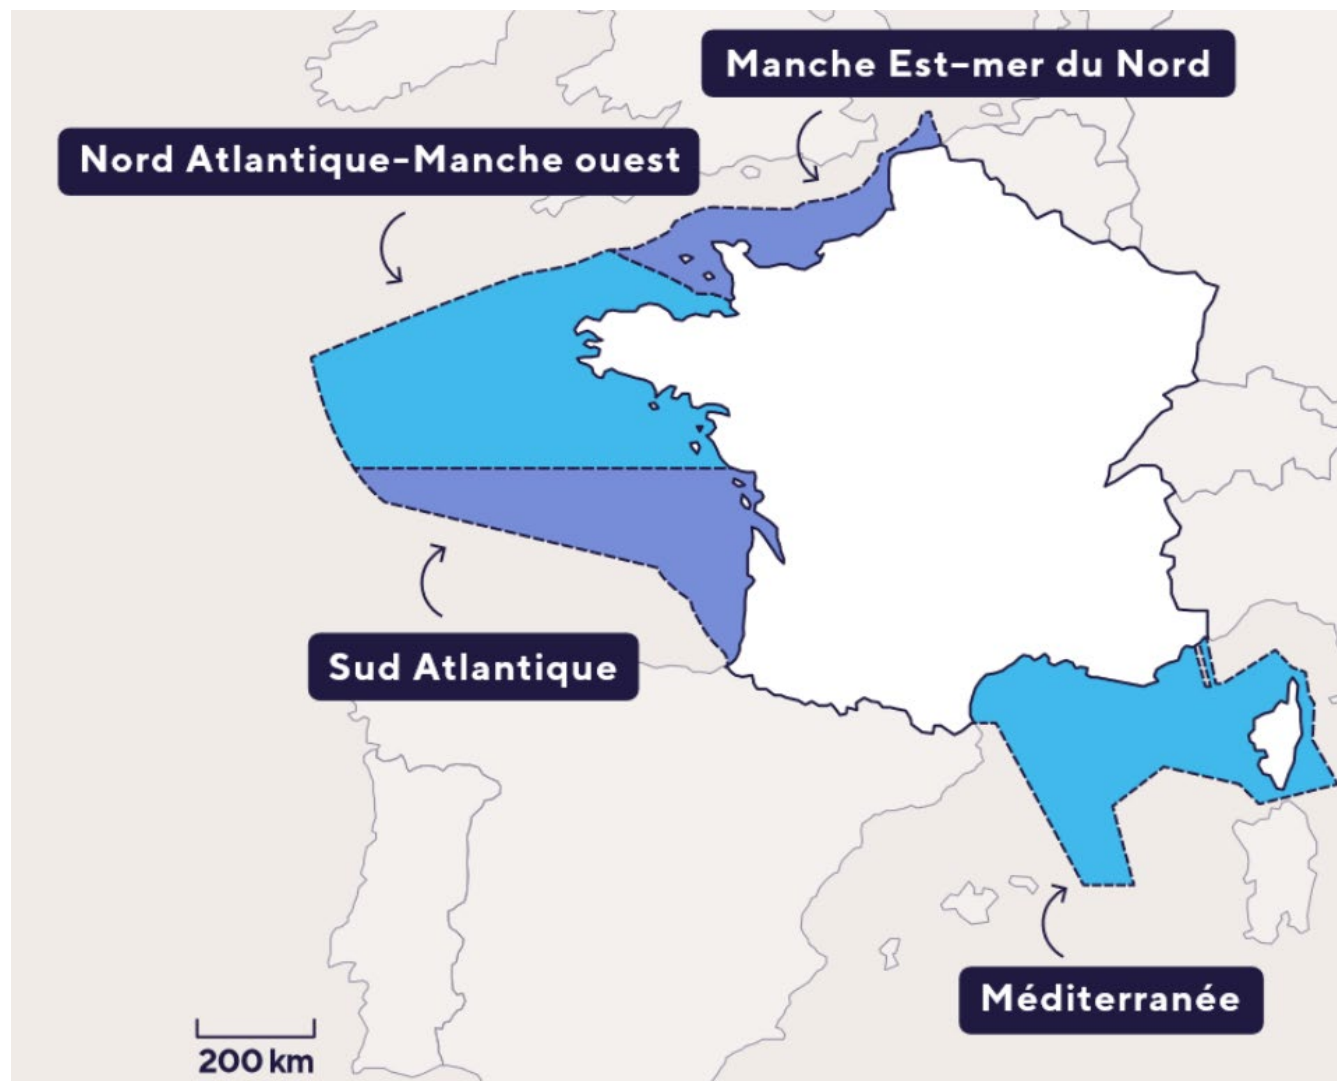 Manche Est-mer du Nord
Nord Atlantique-Manche ouest
Sud Atlantique
Méditerranée
200 km